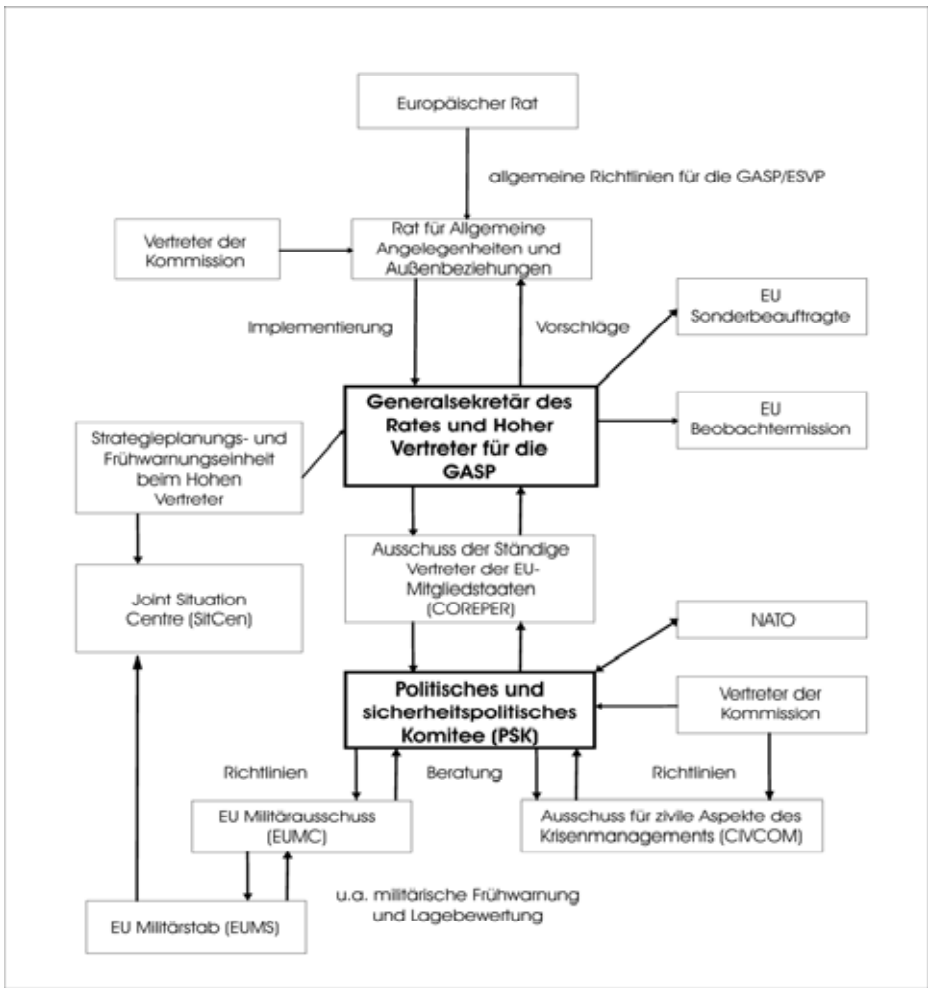 Europäischer Rat
allgemeine Richtlinien für die GASP/ESVP
Vertreter der
Kommission
Rat für Allgemeine
Angelegenheiten und
Außenbeziehungen
Implementierung
Vorschläge
EU
Sonderbeauftragte
Generalsekretär des
Rates und Hoher
Vertreter für die
GASP
EU
Beobachtermission
Strategieplanungs- und
Frühwarnungseinheit
beim Hohen
Vertreter
Ausschuss der Ständige
Vertreter der EU-
Mitgliedstaaten
(COREPER)
Joint Situation
Centre (SitCen)
NATO
Politisches und
sicherheitspolitisches
Komitee (PSK)
Vertreter der
Kommission
Richtlinien
Beratung
Richtlinien
EU Militärausschuss
(EUMC)
Ausschuss für zivile Aspekte des
Krisenmanagements (CIVCOM)
u.a. militärische Frühwarnung
und Lagebewertung
EU Militärstab (EUMS)